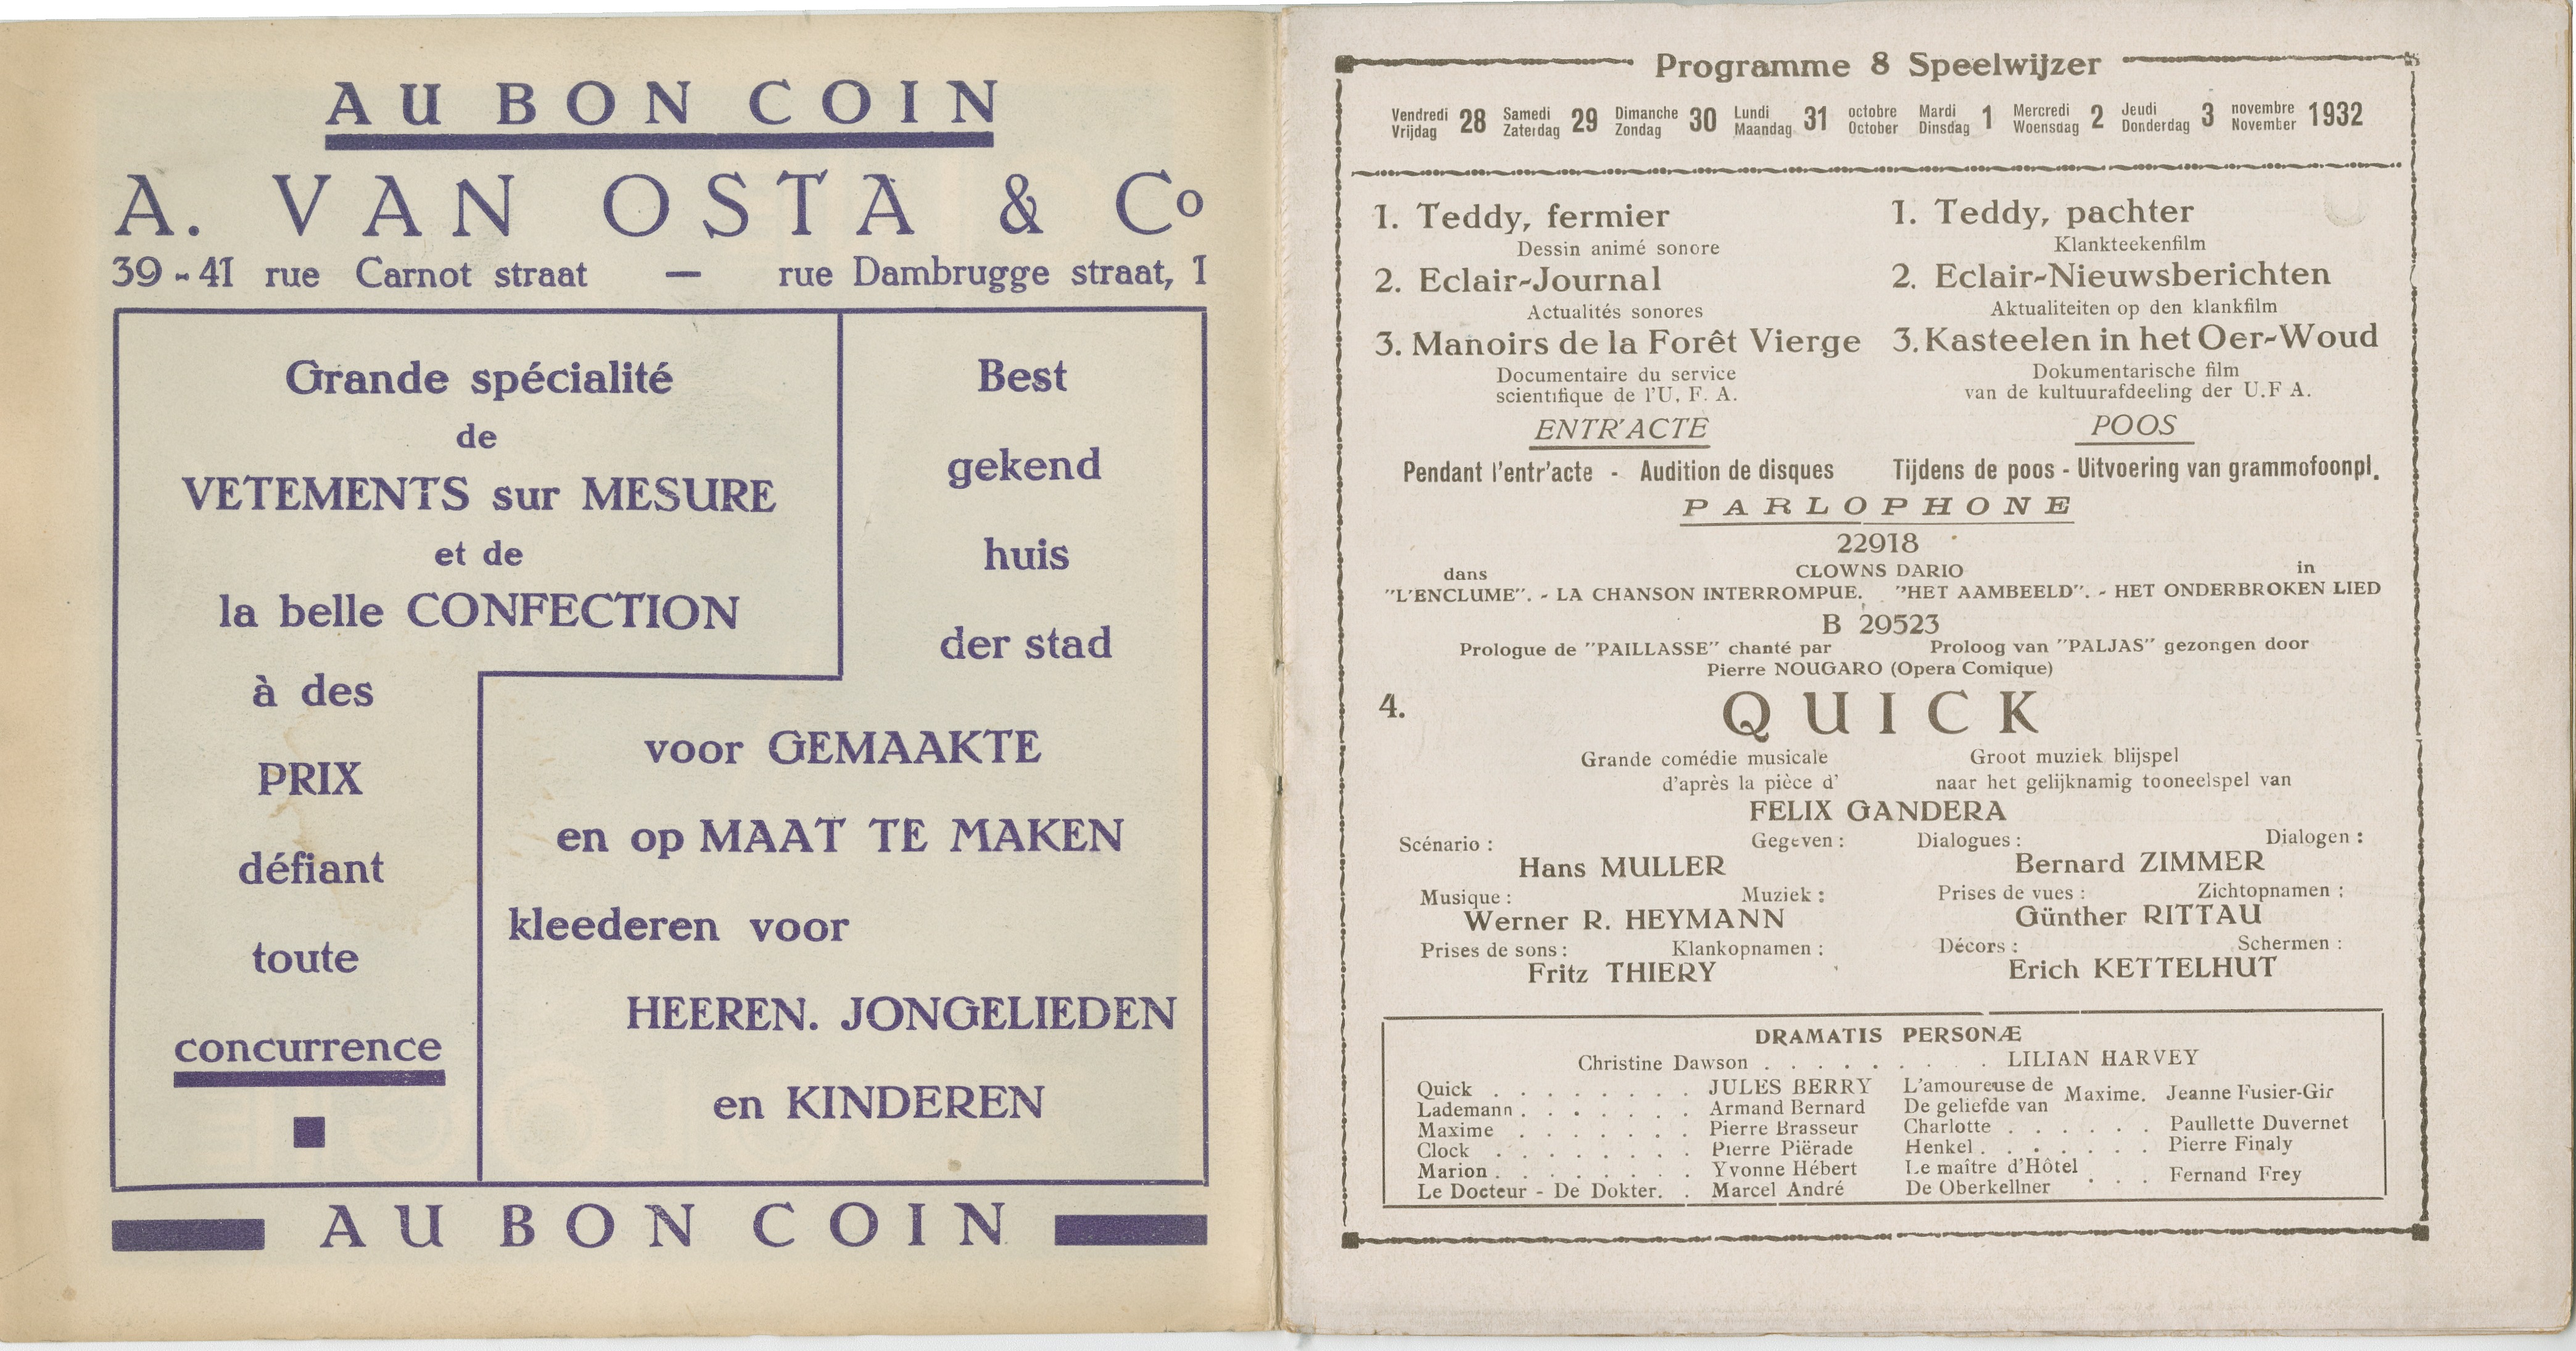 AU BON COIN
A. VAN OSTA & Co
39-41 rue Carnot straat — rue Dambrugge straat, 1
Grande spécialité
de
VETEMENTS sur MESURE
et de
la belle CONFECTION
à des
PRIX
défiant
toute
concurrence
Best
gekend
huis
der stad
voor GEMAAKTE
en op MAAT TE MAKEN
kleederen voor
HEEREN. JONGELIEDEN
en KINDEREN
AU BON COIN
Programme 8 Speelwijzer
Vendredi Vrijdag 28 Samedi Zaterdag 29 Dimanche Zondag 30 Lundi Maandag 31 octobre October Mardi Dinsdag 1 Mercredi Woensdag 2 Jeudi Donderdag 3 novembre November 1932
1. Teddy, fermier
Dessin animé sonore
2. Eclair-Journal
Actualités sonores
3. Manoirs de la Forêt Vierge
Documentaire du service
scientifique de l'U. F. A.
ENTR'ACTE
Pendant l'entr'acte - Audition de disques
1. Teddy, pachter
Klankteekenfilm
2. Eclair-Nieuwsberichten
Aktualiteiten op den klankfilm
3. Kasteelen in het Oer-Woud
Dokumentarische film
van de kultuurafdeeling der U.F A.
POOS
Tijdens de poos - Uitvoering van grammofoonpl.
PARLOPHONE
22918
dans CLOWNS DARIO in
"L'ENCLUME". - LA CHANSON INTERROMPUE. "HET AAMBEELD". - HET ONDERBROKEN LIED
B 29523
Prologue de "PAILLASSE" chanté par Proloog van "PALJAS" gezongen door
Pierre NOUGARO (Opera Comique)
4. QUICK
Grande comédie musicale Groot muziek blijspel
d'après la pièce d' naar het gelijknamig tooneelspel van
FELIX GANDERA
Scénario : Gegeven : Dialogues : Dialogen :
Hans MULLER Bernard ZIMMER
Musique : Muziek : Prises de vues : Zichtopnamen :
Werner R. HEYMANN Günther RITTAU
Prises de sons : Klankopnamen : Décors : Schermen :
Fritz THIERY Erich KETTELHUT
DRAMATIS PERSONÆ
Christine Dawson . . . . . . . LILIAN HARVEY
Quick . . . . . . . . JULES BERRY
Lademann . . . . . . . Armand Bernard
Maxime . . . . . . . Pierre Brasseur
Clock . . . . . . . . Pierre Piërade
Marion . . . . . . . . Yvonne Hébert
Le Docteur - De Dokter. . Marcel André
L'amoureuse de
De geliefde van Maxime. Jeanne Fusier-Gir
Charlotte . . . . . . Paullette Duvernet
Henkel . . . . . . . Pierre Finaly
Le maître d'Hôtel
De Oberkellner . . . Fernand Frey